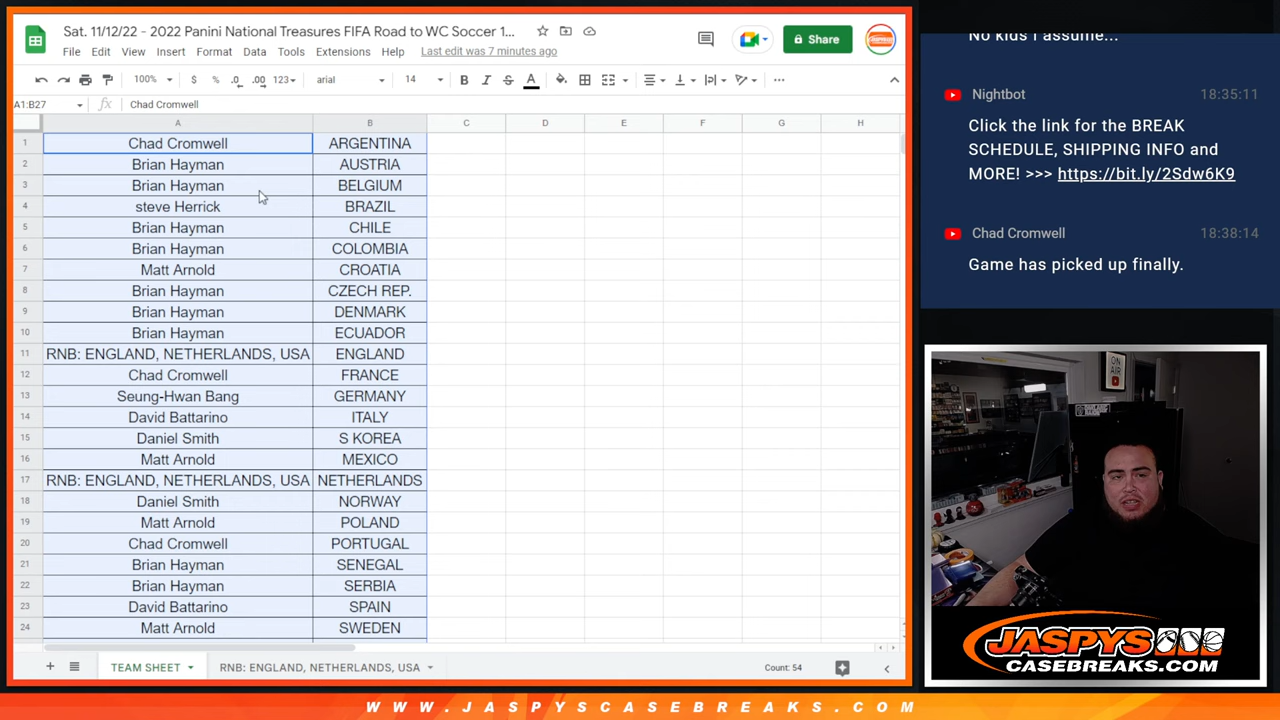 Sat. 11/12/22 - 2022 Panini National Treasures FIFA Road to WC Soccer 1...
File Edit View Insert Format Data Tools Extensions Help Last edit was 7 minutes ago
Share
100% $ % .0 .00 123 arial 14 B I S A
A1:B27 fx Chad Cromwell
A B C D E F G H
1 Chad Cromwell ARGENTINA
2 Brian Hayman AUSTRIA
3 Brian Hayman BELGIUM
4 steve Herrick BRAZIL
5 Brian Hayman CHILE
6 Brian Hayman COLOMBIA
7 Matt Arnold CROATIA
8 Brian Hayman CZECH REP.
9 Brian Hayman DENMARK
10 Brian Hayman ECUADOR
11 RNB: ENGLAND, NETHERLANDS, USA ENGLAND
12 Chad Cromwell FRANCE
13 Seung-Hwan Bang GERMANY
14 David Battarino ITALY
15 Daniel Smith S KOREA
16 Matt Arnold MEXICO
17 RNB: ENGLAND, NETHERLANDS, USA NETHERLANDS
18 Daniel Smith NORWAY
19 Matt Arnold POLAND
20 Chad Cromwell PORTUGAL
21 Brian Hayman SENEGAL
22 Brian Hayman SERBIA
23 David Battarino SPAIN
24 Matt Arnold SWEDEN
TEAM SHEET RNB: ENGLAND, NETHERLANDS, USA Count: 54
No kids I assume...
Nightbot 18:35:11
Click the link for the BREAK
SCHEDULE, SHIPPING INFO and
MORE! >>> https://bit.ly/2Sdw6K9
Chad Cromwell 18:38:14
Game has picked up finally.
ON
AIR
JASPYS
CASEBREAKS.COM
WWW.JASPYSCASEBREAKS.COM